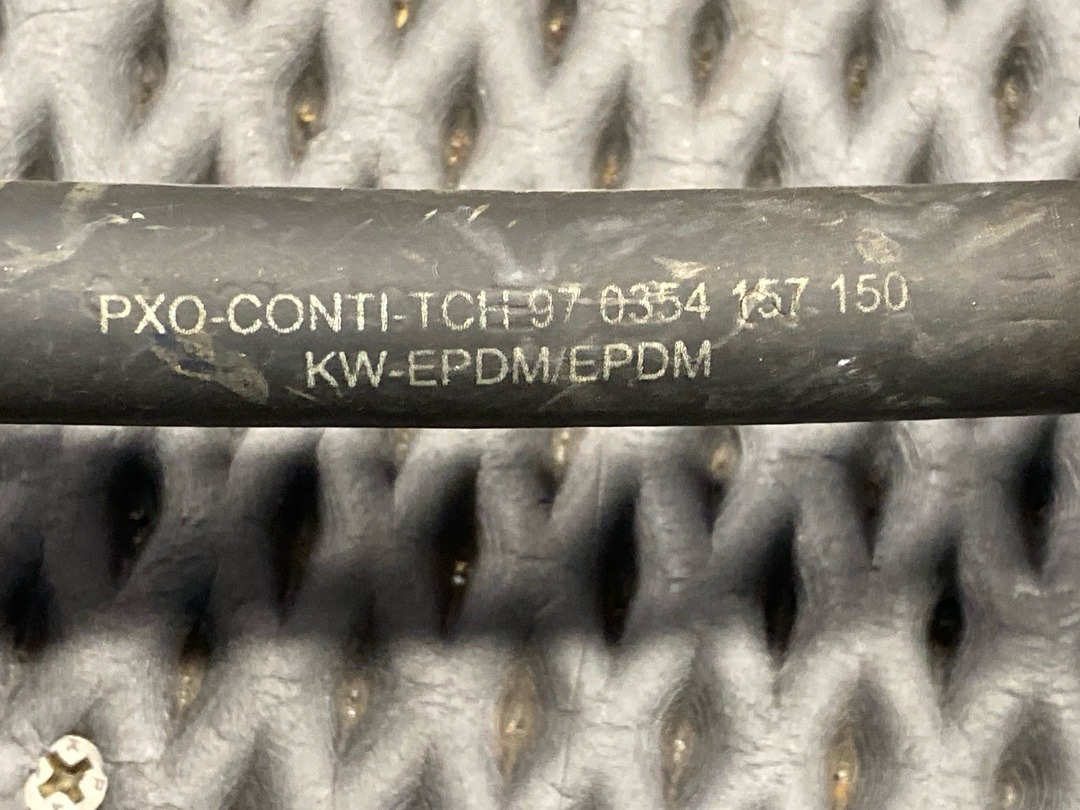 PXO-CONTI-TCH 97 0354 157 150
KW-EPDM/EPDM